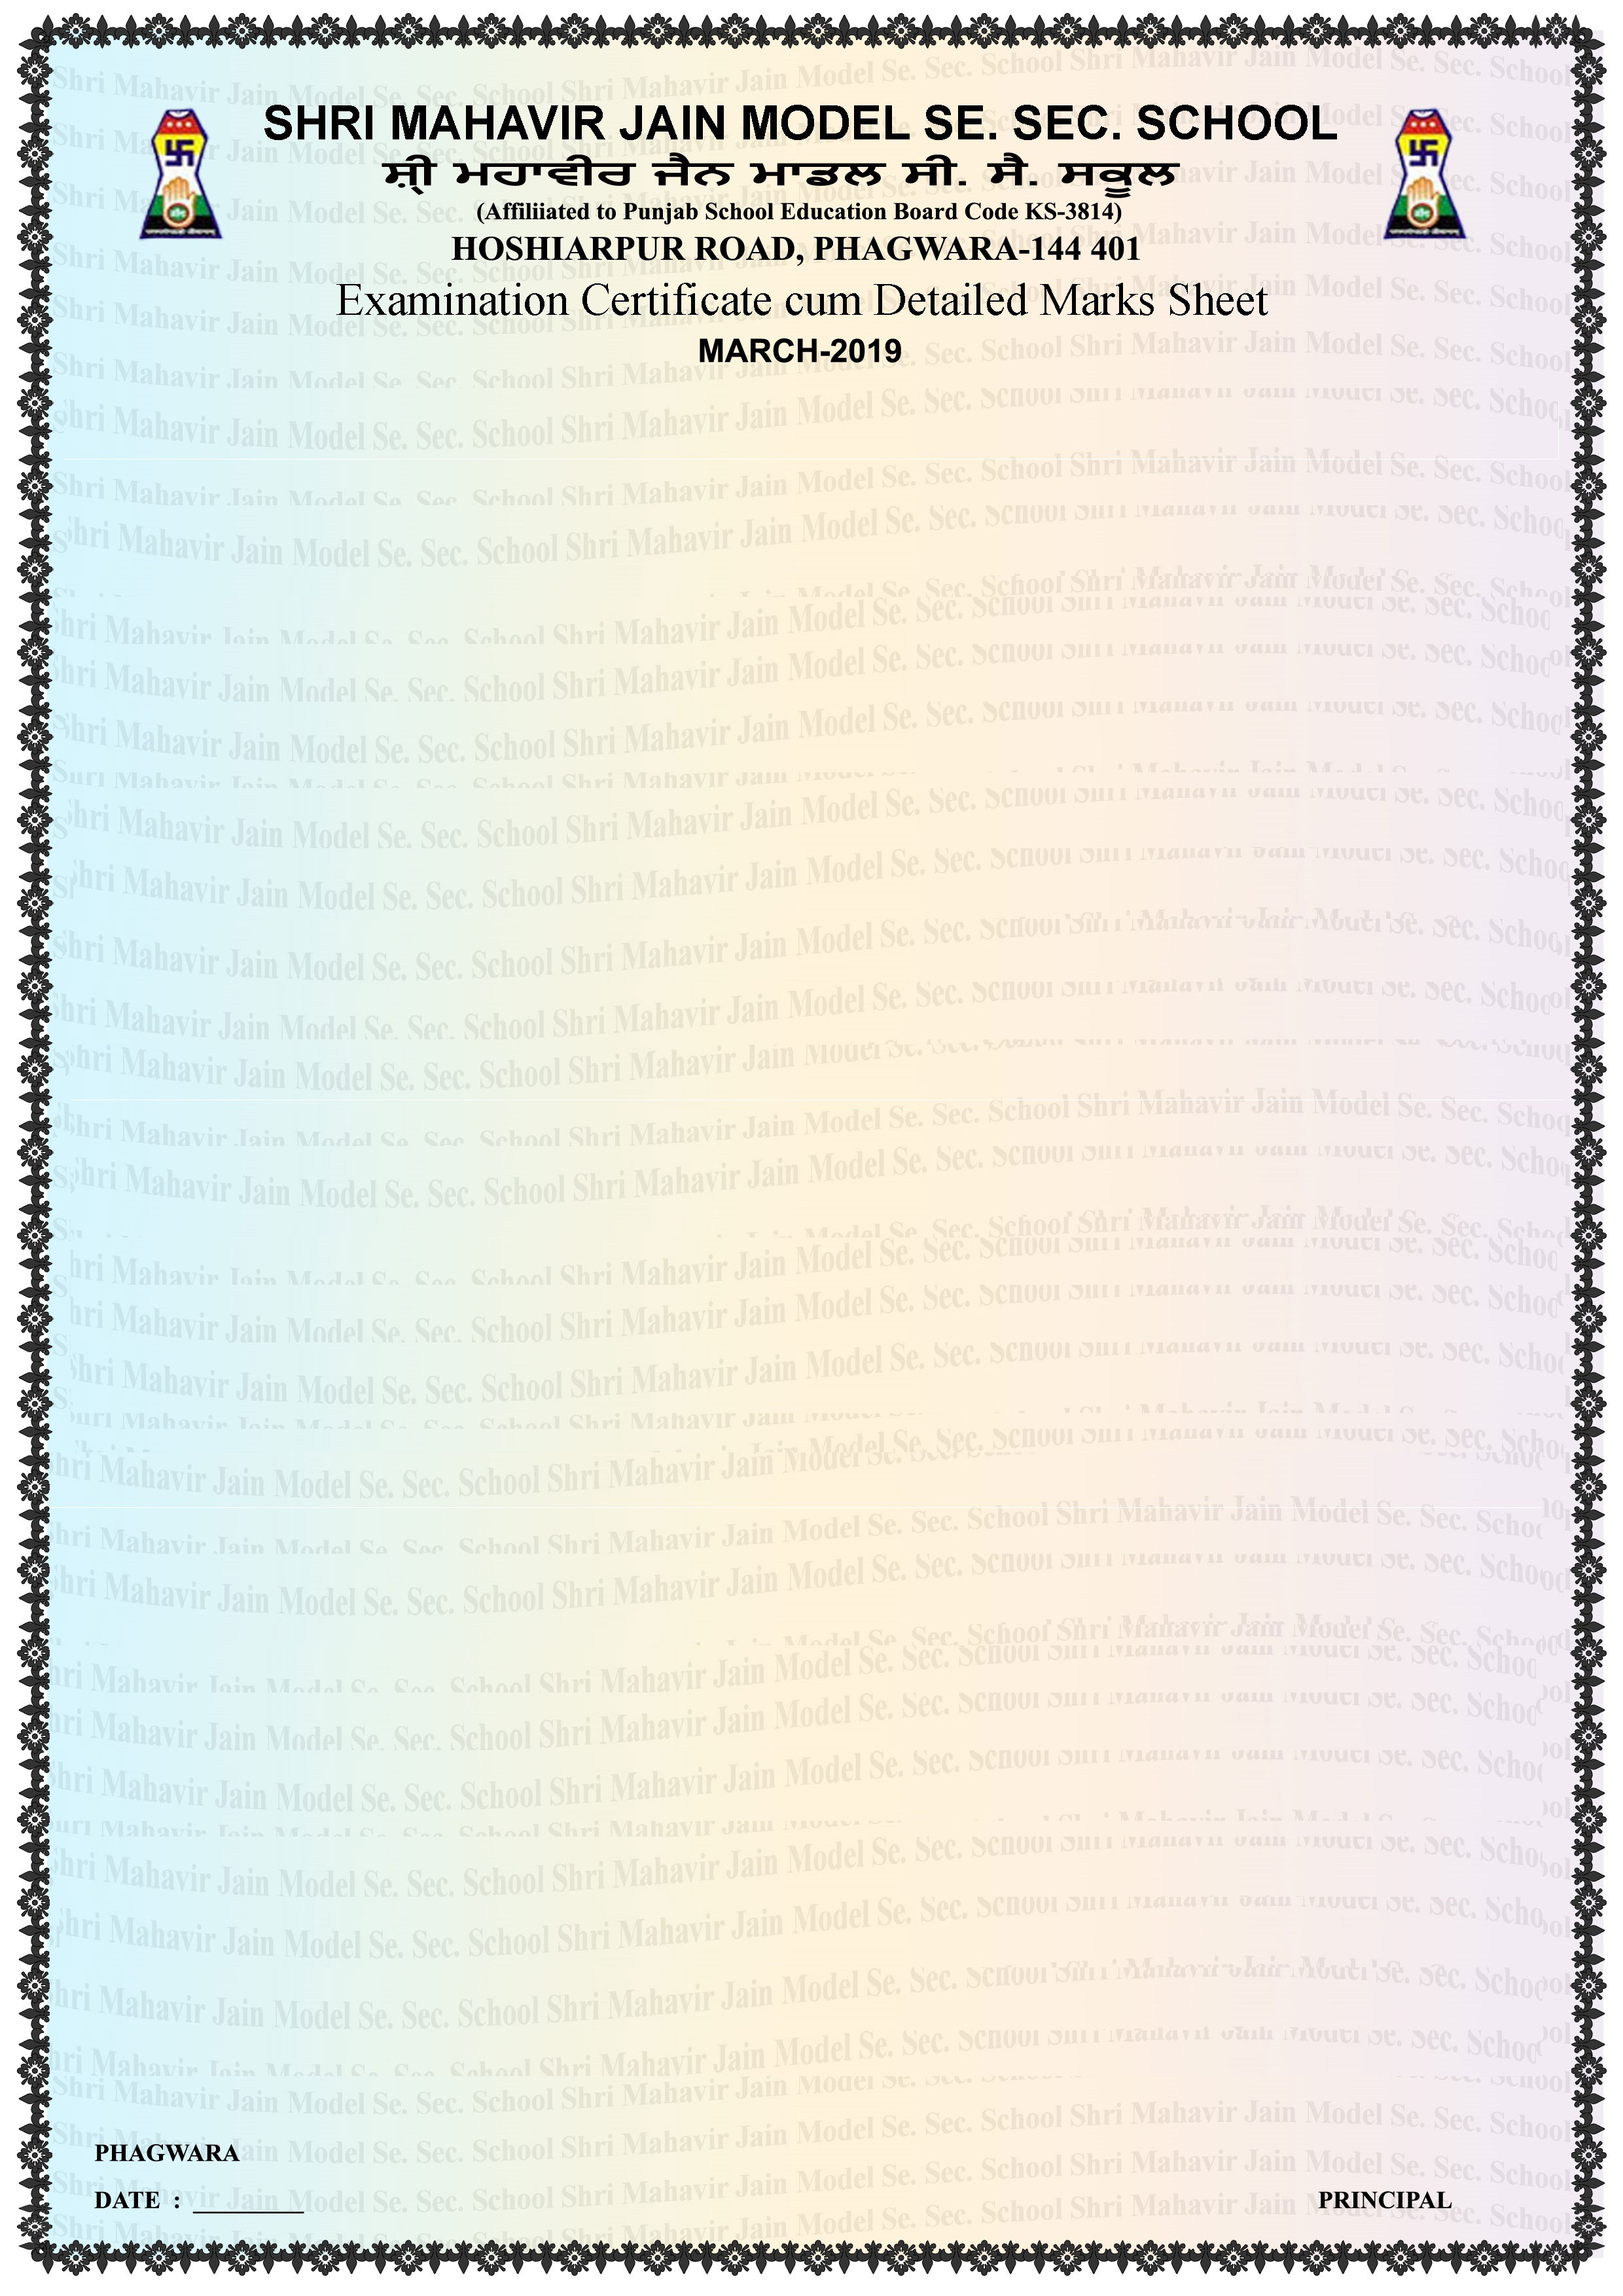 SHRI MAHAVIR JAIN MODEL SE. SEC. SCHOOL
ਸ਼੍ਰੀ ਮਹਾਵੀਰ ਜੈਨ ਮਾਡਲ ਸੀ. ਸੈ. ਸਕੂਲ
(Affiliiated to Punjab School Education Board Code KS-3814)
HOSHIARPUR ROAD, PHAGWARA-144 401
Examination Certificate cum Detailed Marks Sheet
MARCH-2019
PHAGWARA
DATE : _________
PRINCIPAL